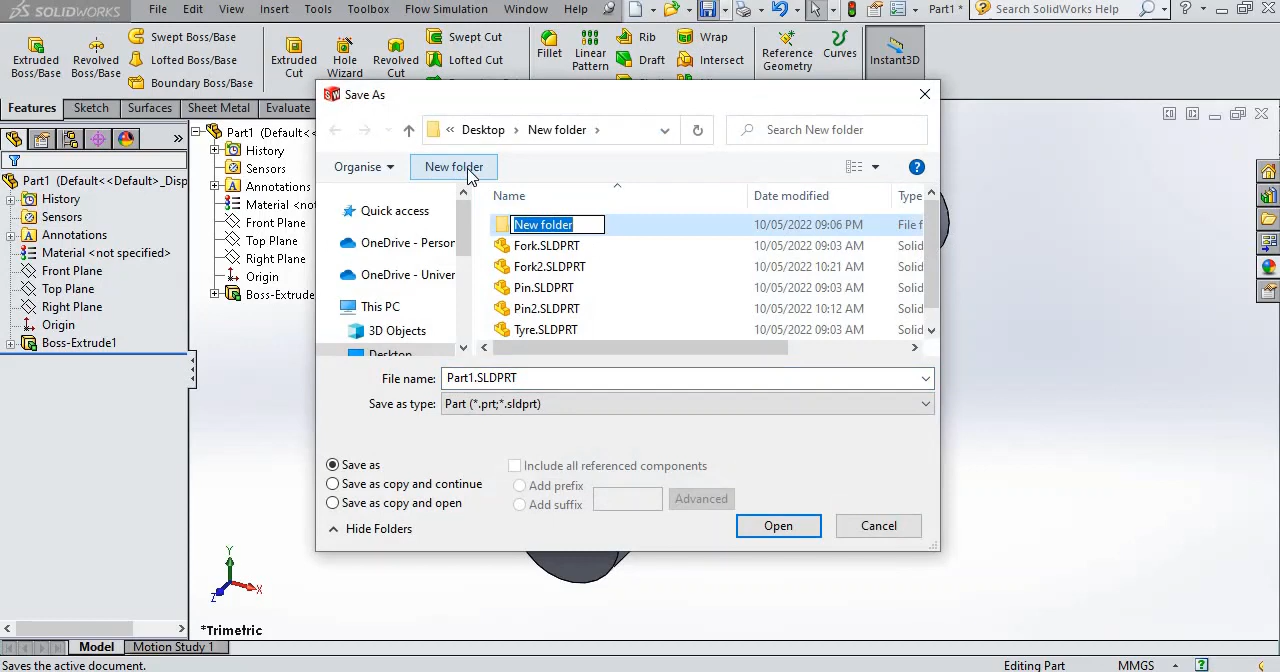 SOLIDWORKS
File Edit View Insert Tools Toolbox Flow Simulation Window Help
Part1 *
Search SolidWorks Help
Extruded Boss/Base
Revolved Boss/Base
Swept Boss/Base
Lofted Boss/Base
Boundary Boss/Base
Extruded Cut
Hole Wizard
Revolved Cut
Swept Cut
Lofted Cut
Fillet
Linear Pattern
Rib
Draft
Wrap
Intersect
Reference Geometry
Curves
Instant3D
Features Sketch Surfaces Sheet Metal Evaluate
Part1 (Default<<Default>_Disp
History
Sensors
Annotations
Material <not specified>
Front Plane
Top Plane
Right Plane
Origin
Boss-Extrude1
Part1 (Default<<
History
Sensors
Annotations
Material <not
Front Plane
Top Plane
Right Plane
Origin
Boss-Extrude
Save As
« Desktop › New folder ›
Search New folder
Organise
New folder
Name Date modified Type
New folder 10/05/2022 09:06 PM File f
Fork.SLDPRT 10/05/2022 09:03 AM Solid
Fork2.SLDPRT 10/05/2022 10:21 AM Solid
Pin.SLDPRT 10/05/2022 09:03 AM Solid
Pin2.SLDPRT 10/05/2022 10:12 AM Solid
Tyre.SLDPRT 10/05/2022 09:03 AM Solid
Quick access
OneDrive - Person
OneDrive - Univer
This PC
3D Objects
Desktop
File name: Part1.SLDPRT
Save as type: Part (*.prt;*.sldprt)
Save as
Save as copy and continue
Save as copy and open
Include all referenced components
Add prefix
Add suffix
Advanced
Hide Folders
Open
Cancel
Y
X
Z
*Trimetric
Model Motion Study 1
Saves the active document.
Editing Part
MMGS